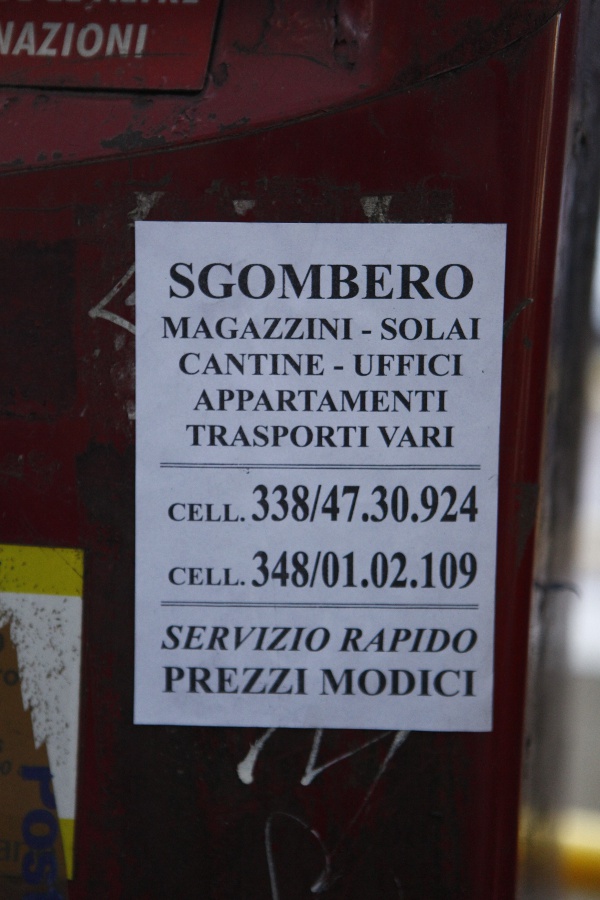 NAZIONI
SGOMBERO
MAGAZZINI - SOLAI
CANTINE - UFFICI
APPARTAMENTI
TRASPORTI VARI
CELL. 338/47.30.924
CELL. 348/01.02.109
SERVIZIO RAPIDO
PREZZI MODICI
Post